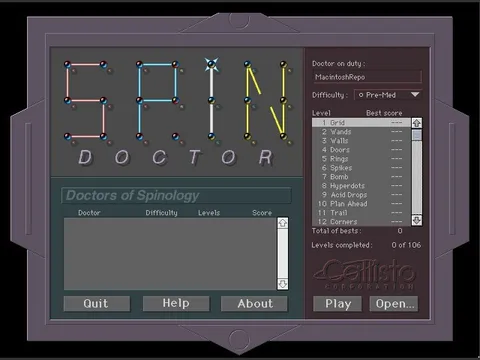 SPIN
DOCTOR
Doctors of Spinology
Doctor Difficulty Levels Score
Quit Help About
Doctor on duty:
MacintoshRepo
Difficulty: Pre-Med
Level Best score
1 Grid ---
2 Wands ---
3 Walls ---
4 Doors ---
5 Rings ---
6 Spikes ---
7 Bomb ---
8 Hyperdots ---
9 Acid Drops ---
10 Plan Ahead ---
11 Trail ---
12 Corners ---
Total of bests: 0
Levels completed: 0 of 106
Callisto
CORPORATION
Play Open...